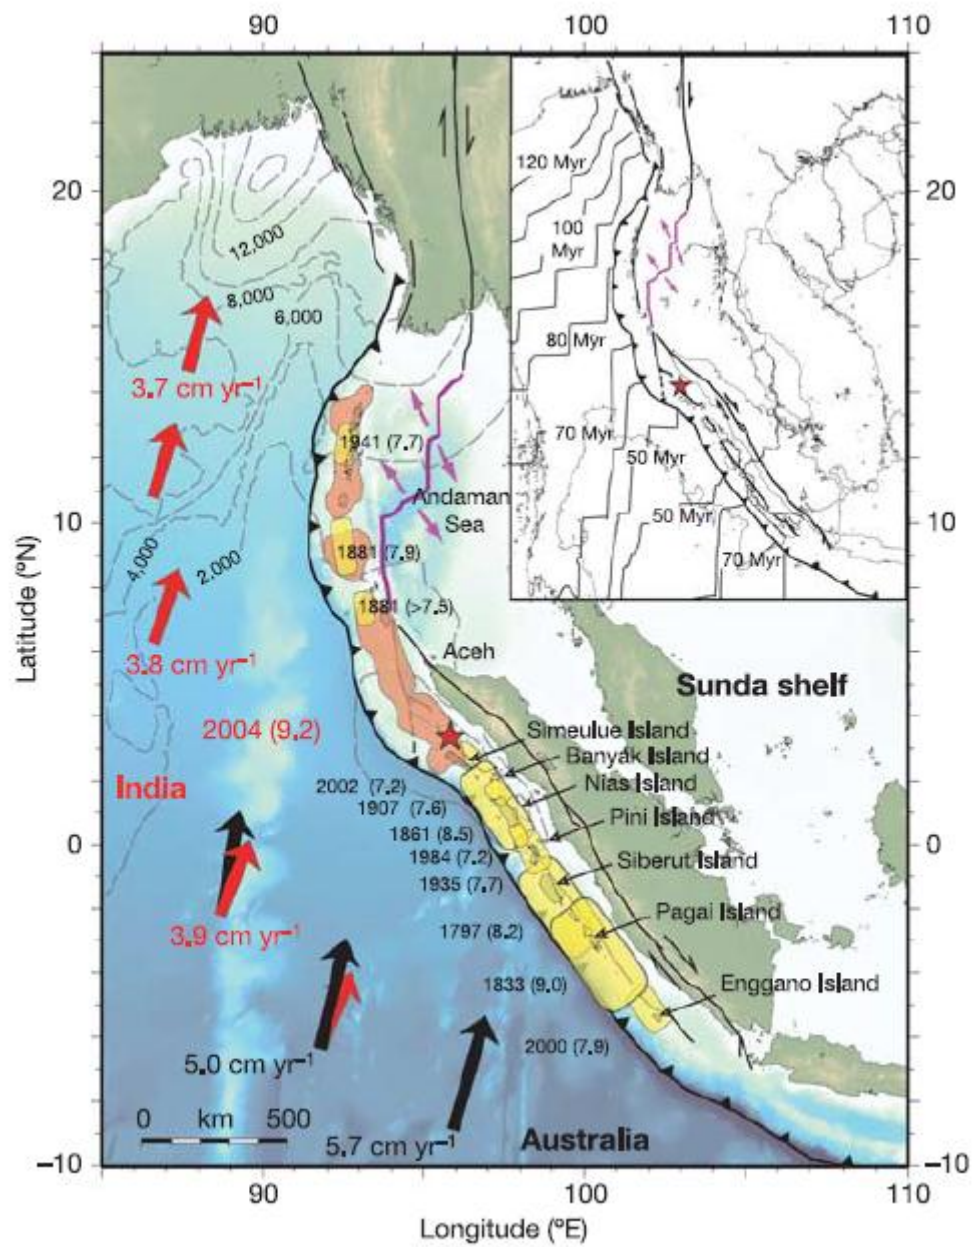 90
100
110
20
10
0
−10
Latitude (ºN)
12,000
8,000
6,000
3.7 cm yr⁻¹
1941 (7.7)
Andaman
Sea
1881 (7.9)
4,000
2,000
1881 (>7.5)
3.8 cm yr⁻¹
Aceh
Sunda shelf
2004 (9.2)
Simeulue Island
Banyak Island
India
2002 (7.2)
Nias Island
1907 (7.6)
Pini Island
1861 (8.5)
1984 (7.2)
Siberut Island
1935 (7.7)
Pagai Island
3.9 cm yr⁻¹
1797 (8.2)
1833 (9.0)
Enggano Island
2000 (7.9)
5.0 cm yr⁻¹
0 km 500
5.7 cm yr⁻¹
Australia
120 Myr
100
Myr
80 Myr
70 Myr
50 Myr
50 Myr
70 Myr
−10
90
100
110
Longitude (ºE)